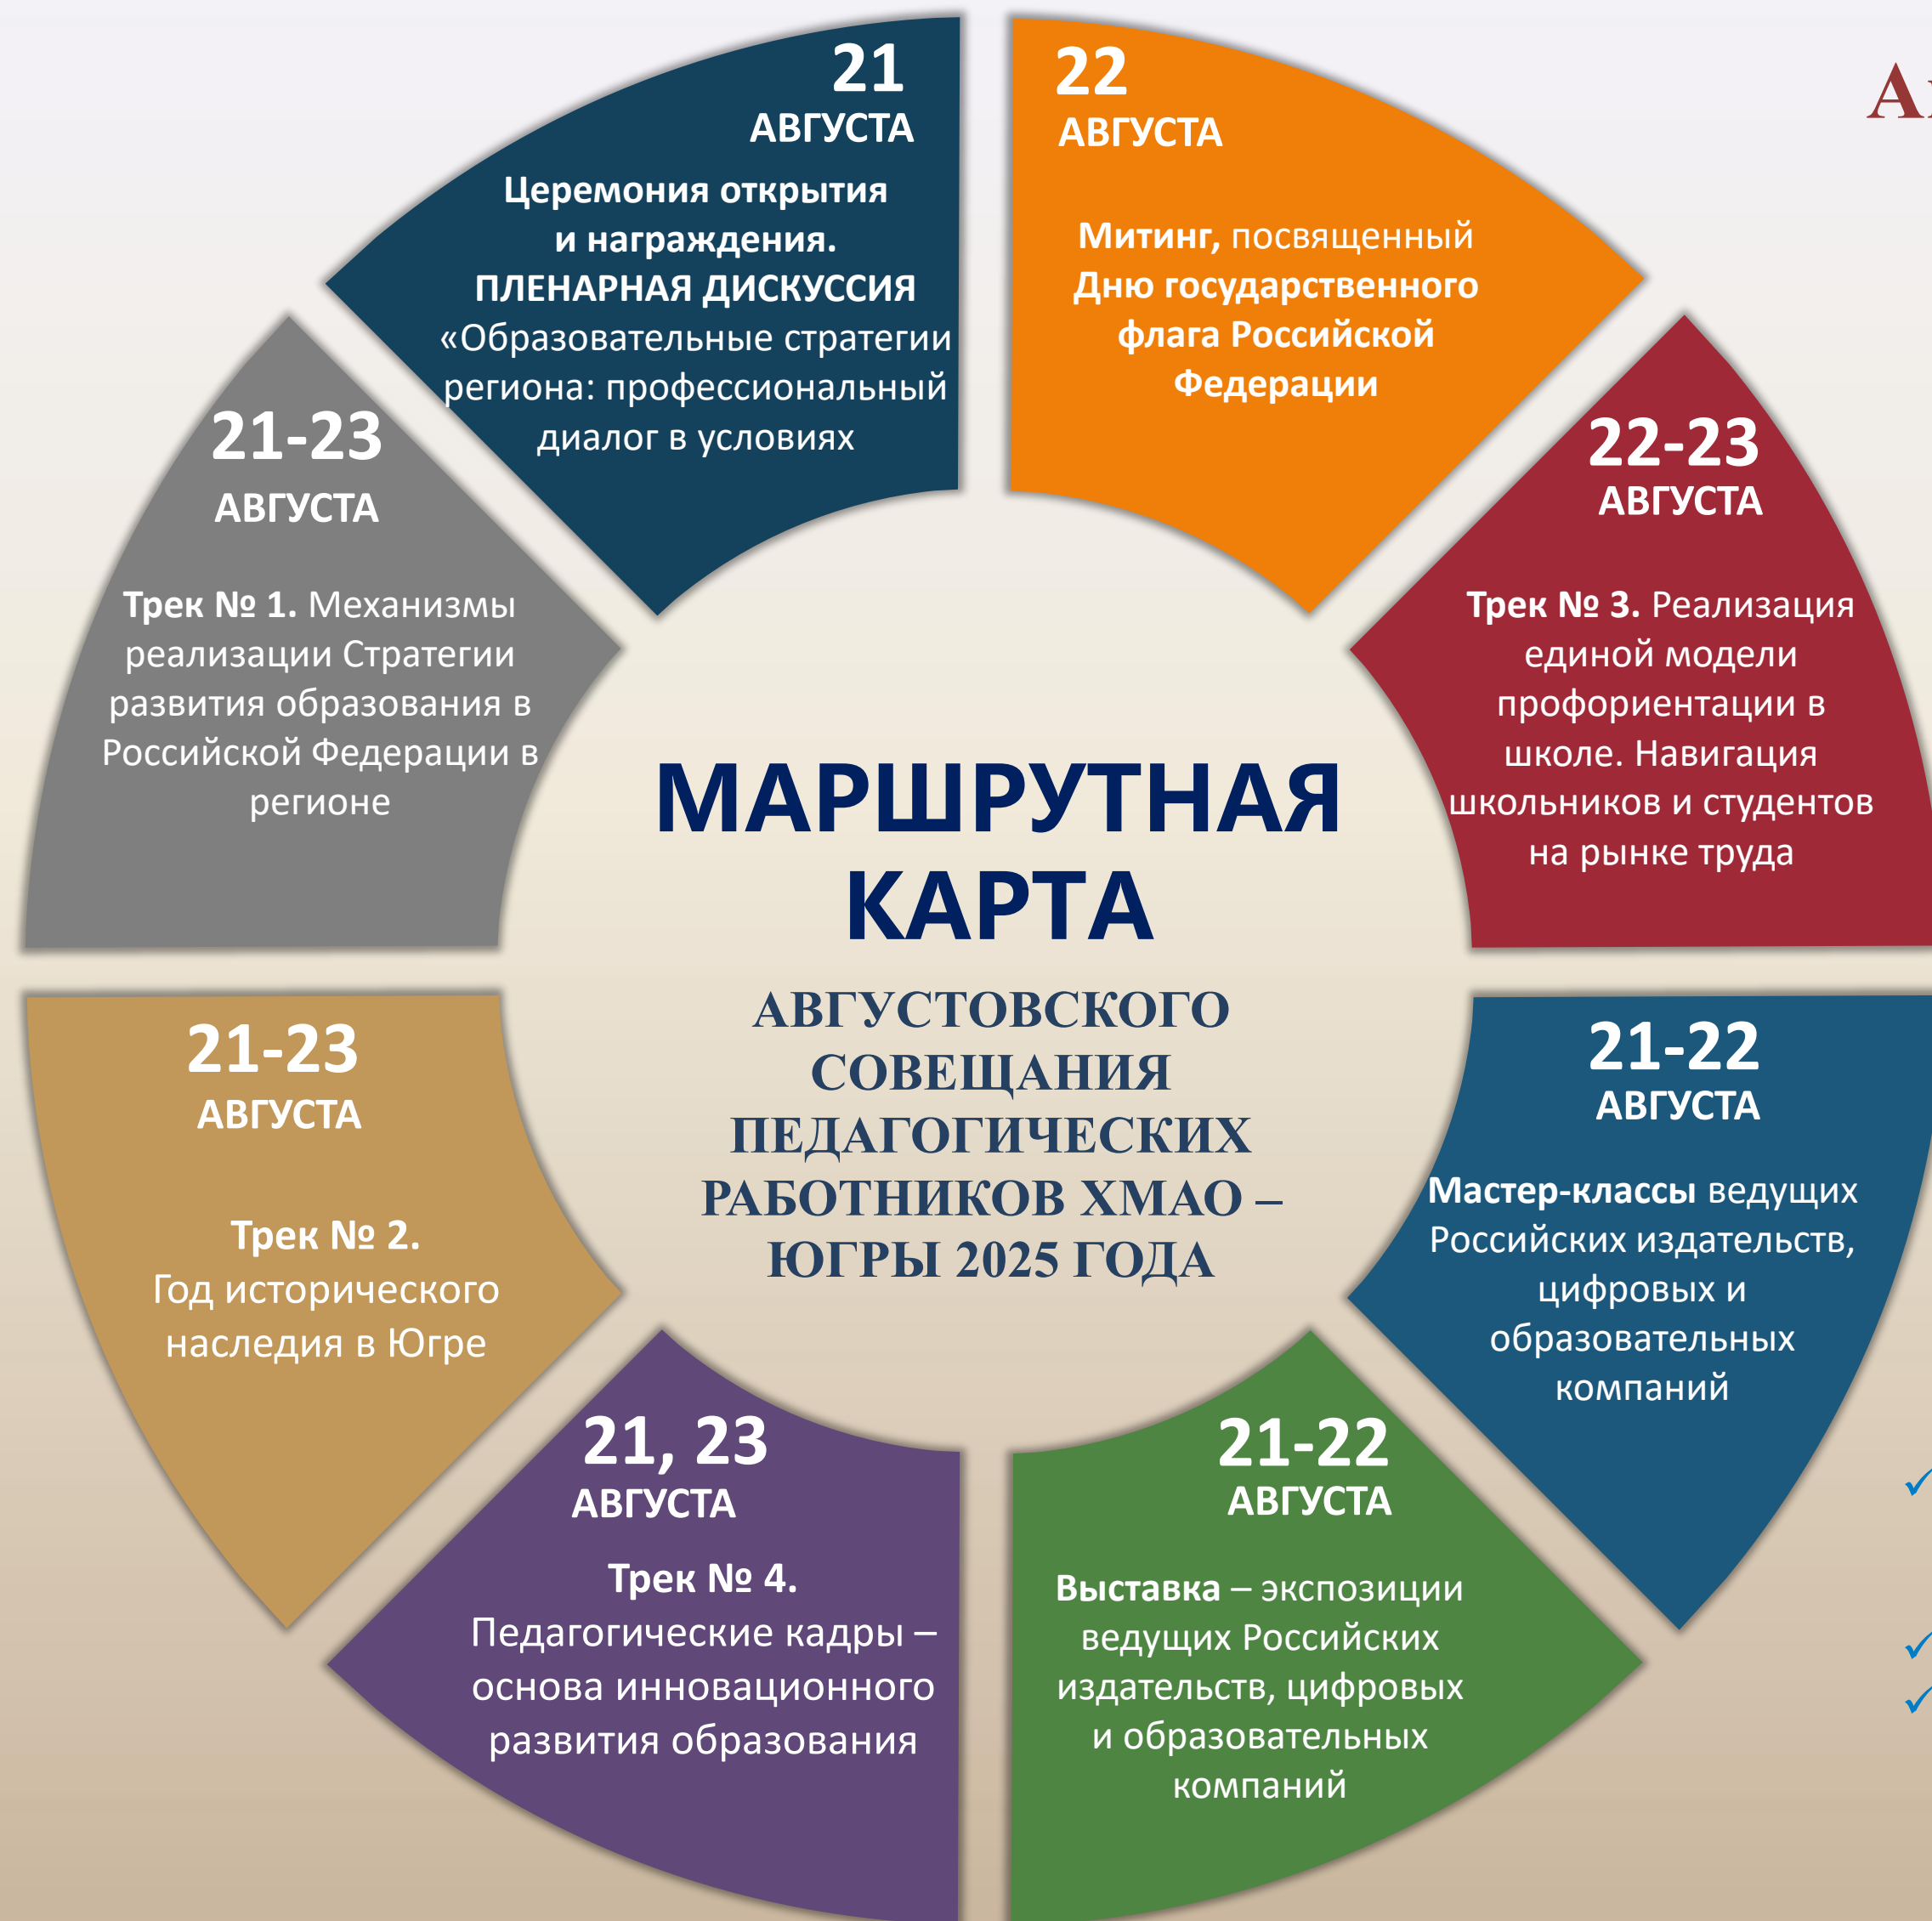 21
АВГУСТА
Церемония открытия
и награждения.
ПЛЕНАРНАЯ ДИСКУССИЯ
«Образовательные стратегии
региона: профессиональный
диалог в условиях
22
АВГУСТА
Митинг, посвященный
Дню государственного
флага Российской
Федерации
22-23
АВГУСТА
Трек № 3. Реализация
единой модели
профориентации в
школе. Навигация
школьников и студентов
на рынке труда
21-22
АВГУСТА
Мастер-классы ведущих
Российских издательств,
цифровых и
образовательных
компаний
21-22
АВГУСТА
Выставка – экспозиции
ведущих Российских
издательств, цифровых
и образовательных
компаний
21, 23
АВГУСТА
Трек № 4.
Педагогические кадры –
основа инновационного
развития образования
21-23
АВГУСТА
Трек № 2.
Год исторического
наследия в Югре
21-23
АВГУСТА
Трек № 1. Механизмы
реализации Стратегии
развития образования в
Российской Федерации в
регионе
МАРШРУТНАЯ
КАРТА
АВГУСТОВСКОГО
СОВЕЩАНИЯ
ПЕДАГОГИЧЕСКИХ
РАБОТНИКОВ ХМАО –
ЮГРЫ 2025 ГОДА